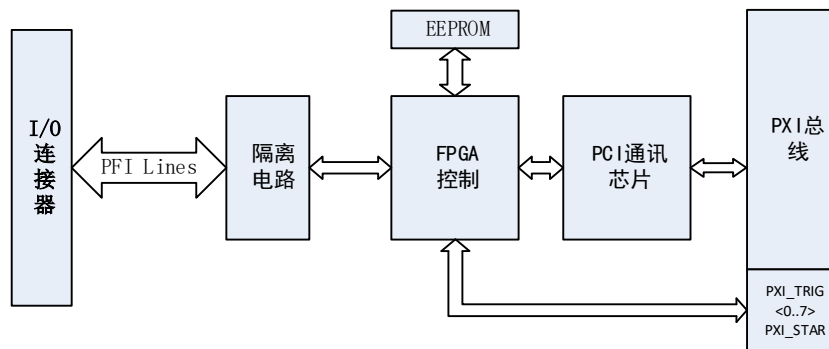 EEPROM
I/O
连接器
PFI Lines
隔离
电路
FPGA
控制
PCI通讯
芯片
PXI总
线
PXI_TRIG
<0..7>
PXI_STAR